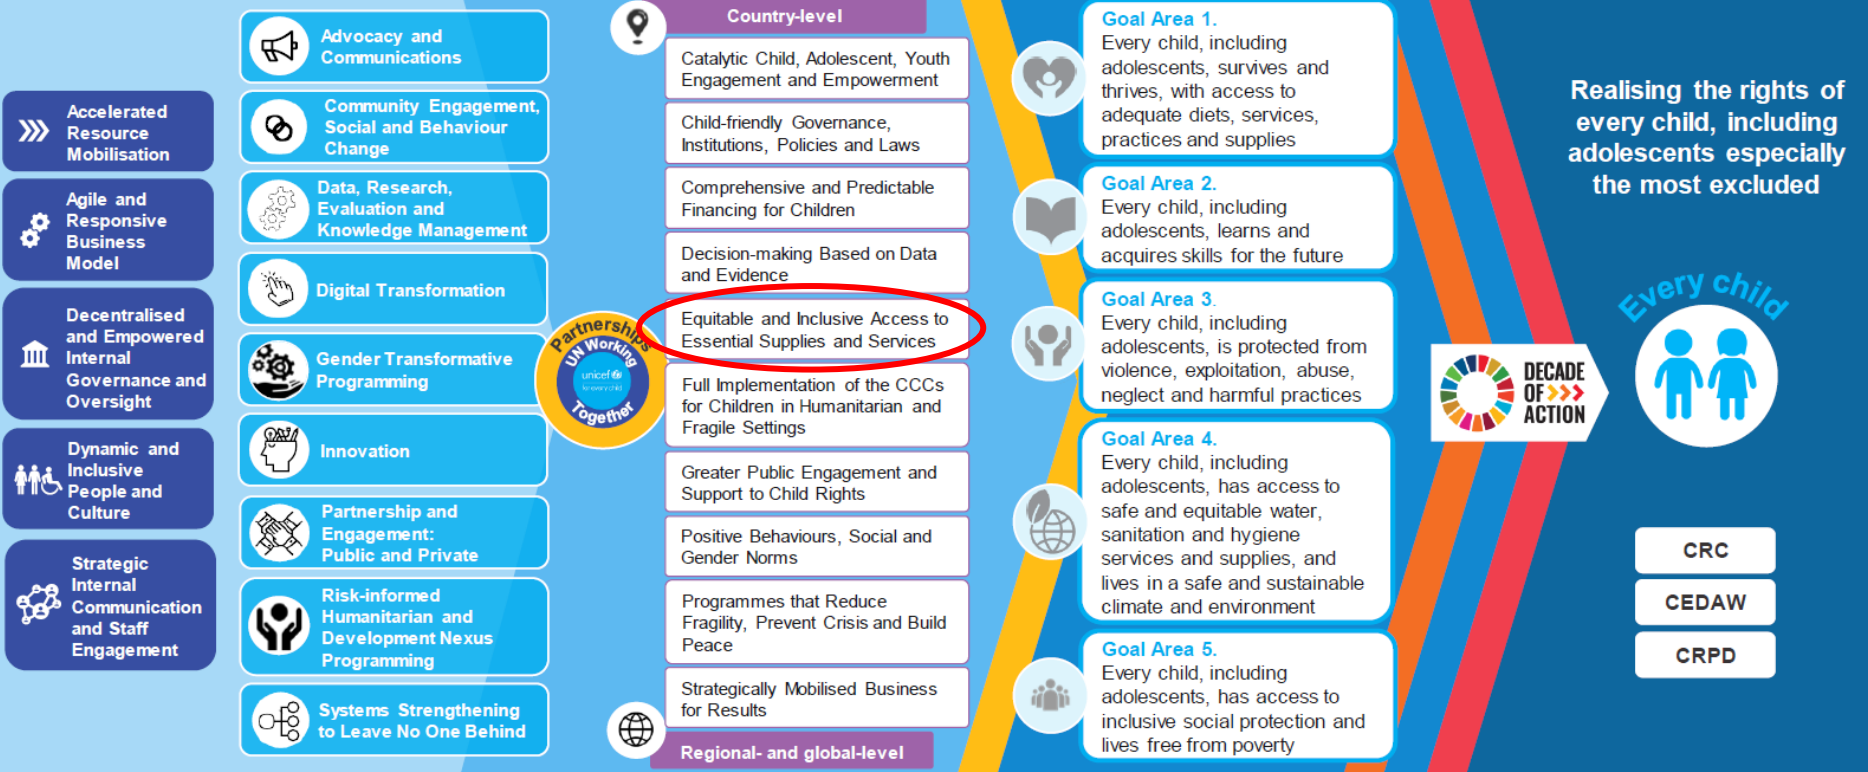 Accelerated
Resource
Mobilisation
Agile and
Responsive
Business
Model
Decentralised
and Empowered
Internal
Governance and
Oversight
Dynamic and
Inclusive
People and
Culture
Strategic
Internal
Communication
and Staff
Engagement
Advocacy and
Communications
Community Engagement,
Social and Behaviour
Change
Data, Research,
Evaluation and
Knowledge Management
Digital Transformation
Gender Transformative
Programming
Innovation
Partnership and
Engagement:
Public and Private
Risk-informed
Humanitarian and
Development Nexus
Programming
Systems Strengthening
to Leave No One Behind
Partnerships
UN Working
Together
unicef
for every child
Country-level
Catalytic Child, Adolescent, Youth
Engagement and Empowerment
Child-friendly Governance,
Institutions, Policies and Laws
Comprehensive and Predictable
Financing for Children
Decision-making Based on Data
and Evidence
Equitable and Inclusive Access to
Essential Supplies and Services
Full Implementation of the CCCs
for Children in Humanitarian and
Fragile Settings
Greater Public Engagement and
Support to Child Rights
Positive Behaviours, Social and
Gender Norms
Programmes that Reduce
Fragility, Prevent Crisis and Build
Peace
Strategically Mobilised Business
for Results
Regional- and global-level
Goal Area 1.
Every child, including
adolescents, survives and
thrives, with access to
adequate diets, services,
practices and supplies
Goal Area 2.
Every child, including
adolescents, learns and
acquires skills for the future
Goal Area 3.
Every child, including
adolescents, is protected from
violence, exploitation, abuse,
neglect and harmful practices
Goal Area 4.
Every child, including
adolescents, has access to
safe and equitable water,
sanitation and hygiene
services and supplies, and
lives in a safe and sustainable
climate and environment
Goal Area 5.
Every child, including
adolescents, has access to
inclusive social protection and
lives free from poverty
DECADE
OF >>>
ACTION
Realising the rights of
every child, including
adolescents especially
the most excluded
Every child
CRC
CEDAW
CRPD